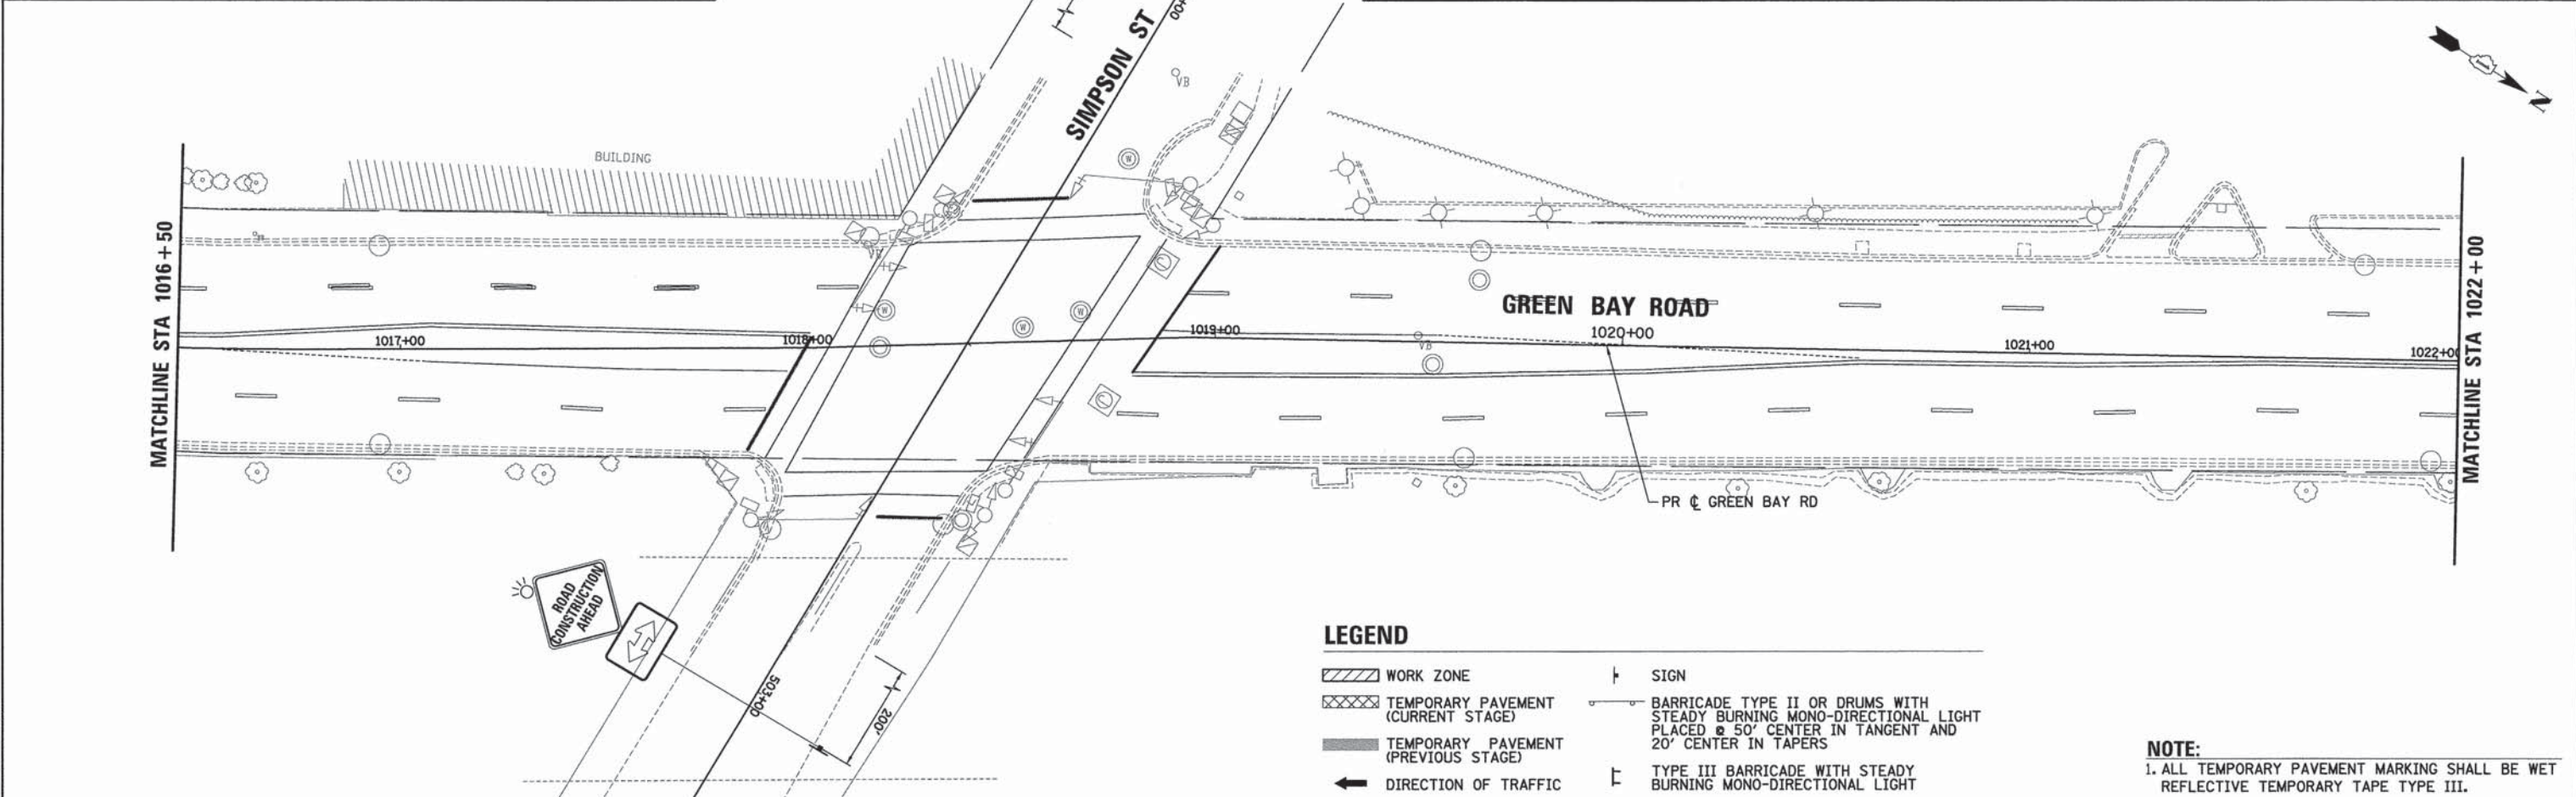 SIMPSON ST
VB
N
BUILDING
MATCHLINE STA 1016+50
W
W
W
W
VB
GREEN BAY ROAD
1017+00
1018+00
1019+00
VB
1020+00
1021+00
1022+00
MATCHLINE STA 1022+00
PR ℄ GREEN BAY RD
ROAD
CONSTRUCTION
AHEAD
503+00
200'
LEGEND
WORK ZONE
TEMPORARY PAVEMENT
(CURRENT STAGE)
TEMPORARY PAVEMENT
(PREVIOUS STAGE)
DIRECTION OF TRAFFIC
SIGN
BARRICADE TYPE II OR DRUMS WITH
STEADY BURNING MONO-DIRECTIONAL LIGHT
PLACED @ 50' CENTER IN TANGENT AND
20' CENTER IN TAPERS
TYPE III BARRICADE WITH STEADY
BURNING MONO-DIRECTIONAL LIGHT
NOTE:
1. ALL TEMPORARY PAVEMENT MARKING SHALL BE WET
REFLECTIVE TEMPORARY TAPE TYPE III.